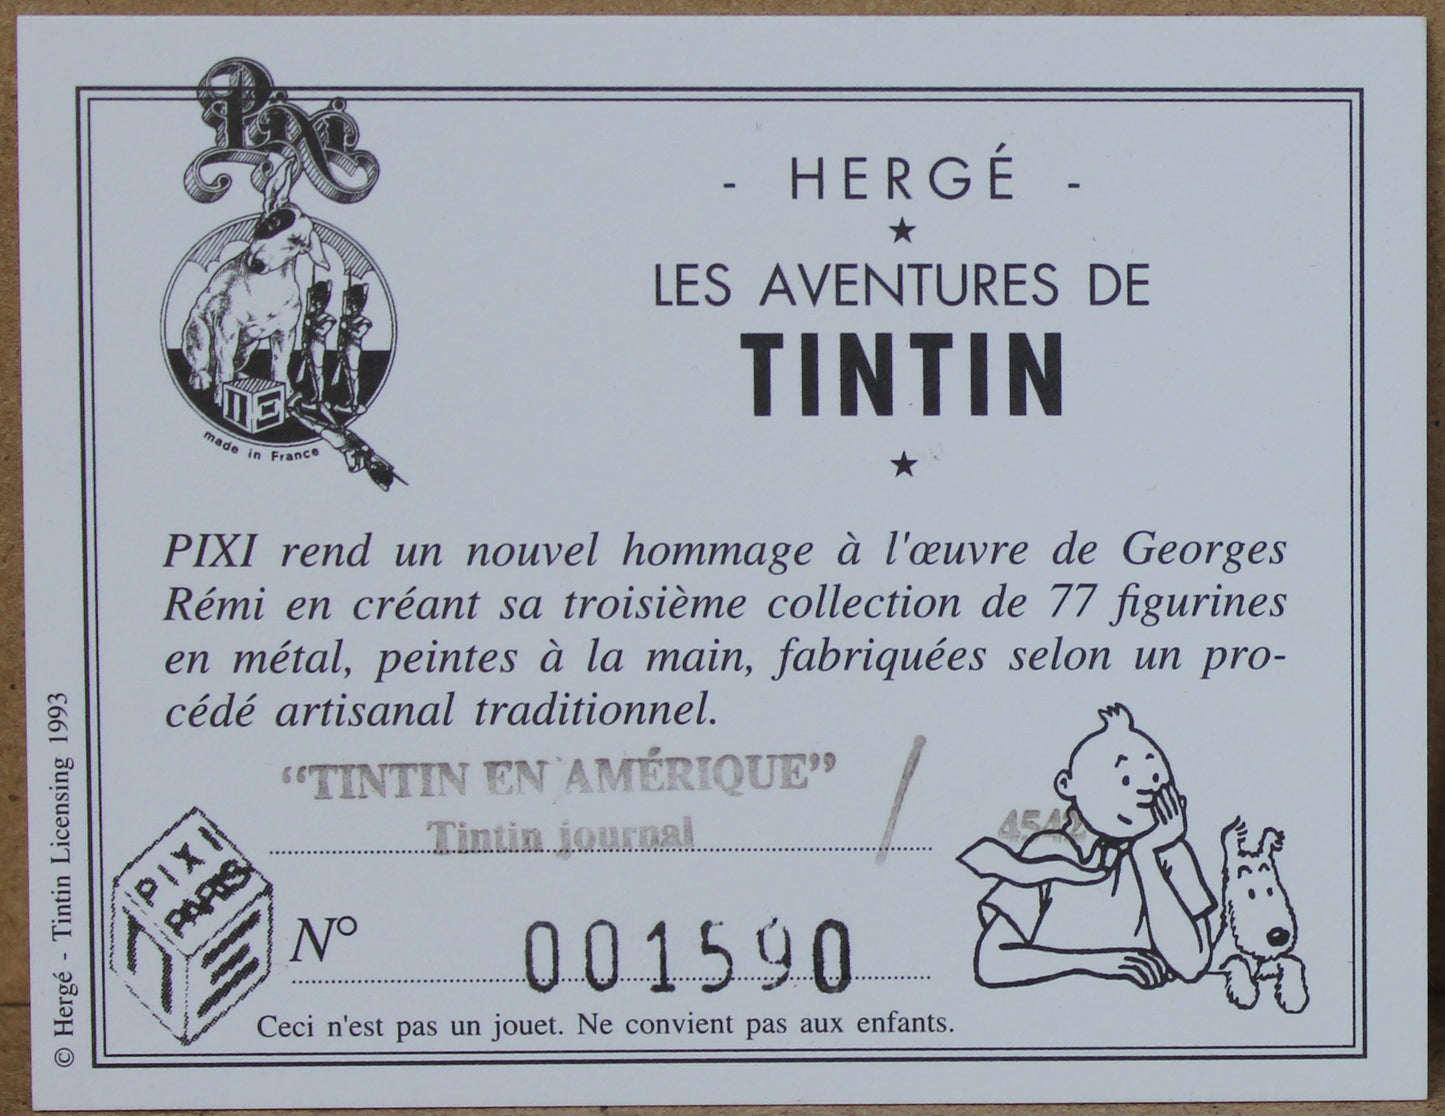 Pixi
made in France
- HERGÉ -
LES AVENTURES DE
TINTIN
PIXI rend un nouvel hommage à l'œuvre de Georges
Rémi en créant sa troisième collection de 77 figurines
en métal, peintes à la main, fabriquées selon un pro-
cédé artisanal traditionnel.
“TINTIN EN AMÉRIQUE” /
Tintin journal 4542
PIXI
PARIS
N° 001590
Ceci n'est pas un jouet. Ne convient pas aux enfants.
© Hergé - Tintin Licensing 1993